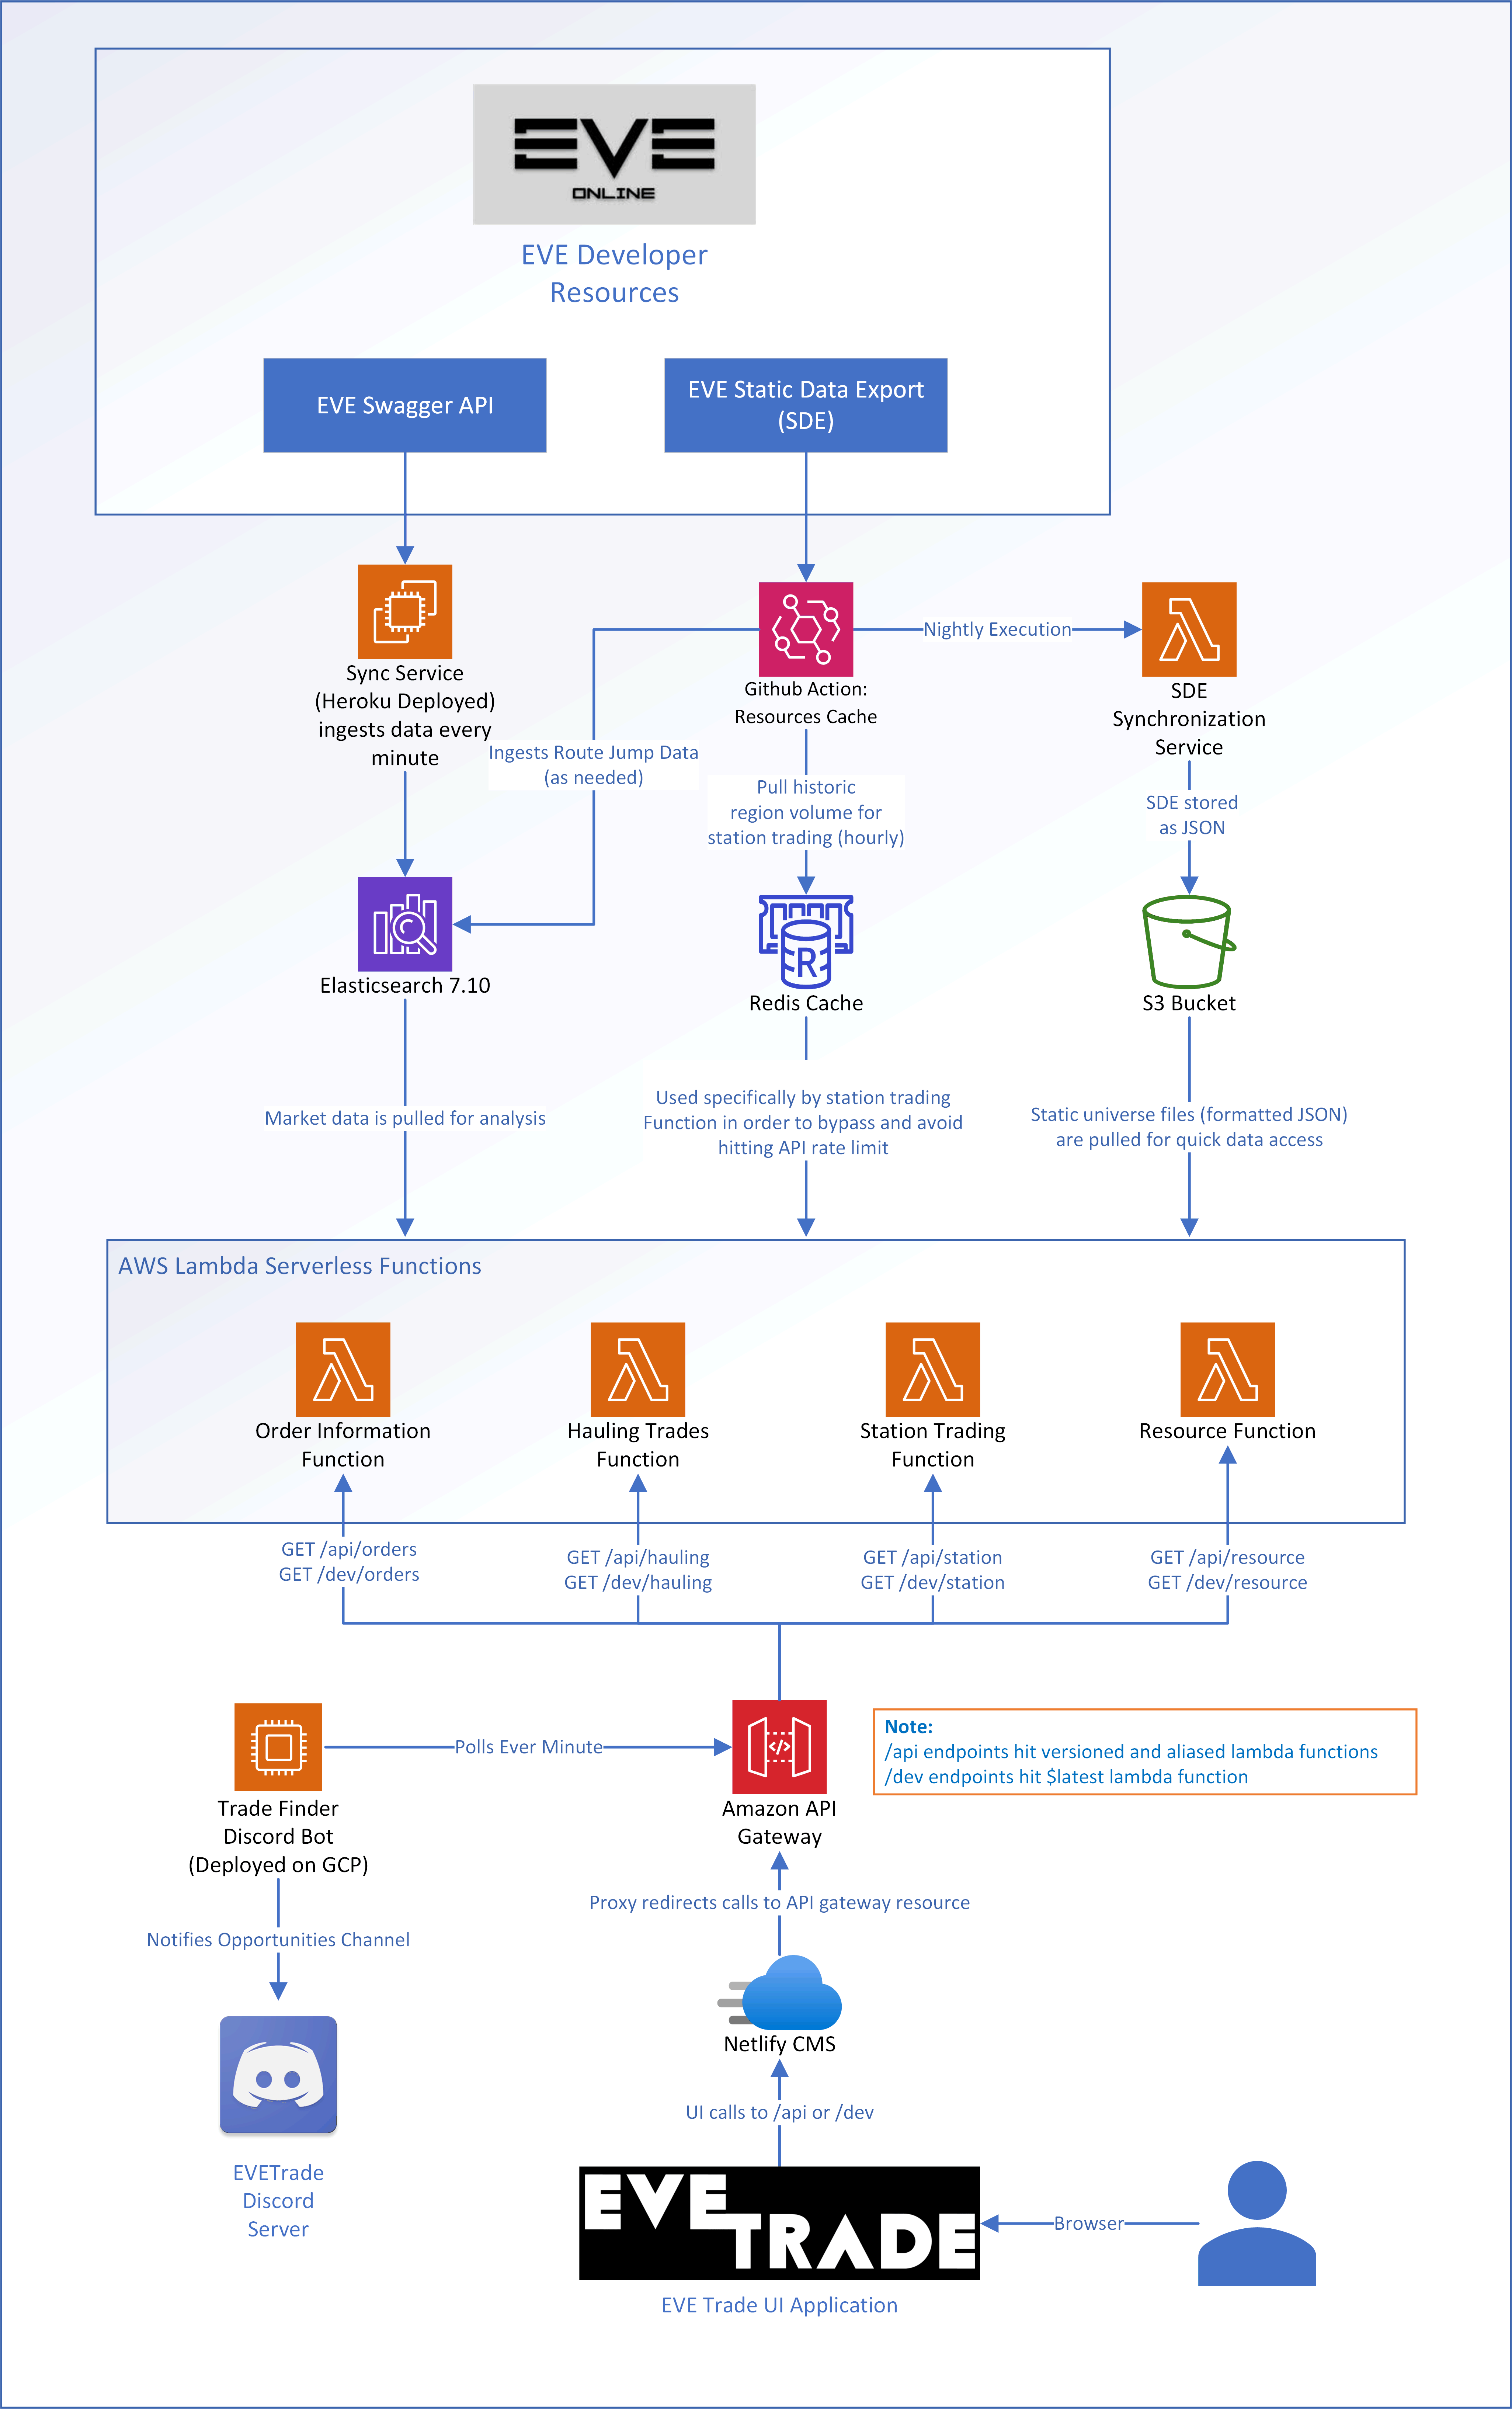 EVE
ONLINE
EVE Developer
Resources
EVE Swagger API
EVE Static Data Export
(SDE)
Sync Service
(Heroku Deployed)
ingests data every
minute
Github Action:
Resources Cache
Nightly Execution
SDE
Synchronization
Service
Ingests Route Jump Data
(as needed)
Pull historic
region volume for
station trading (hourly)
SDE stored
as JSON
Elasticsearch 7.10
R
Redis Cache
S3 Bucket
Market data is pulled for analysis
Used specifically by station trading
Function in order to bypass and avoid
hitting API rate limit
Static universe files (formatted JSON)
are pulled for quick data access
AWS Lambda Serverless Functions
Order Information
Function
Hauling Trades
Function
Station Trading
Function
Resource Function
GET /api/orders
GET /dev/orders
GET /api/hauling
GET /dev/hauling
GET /api/station
GET /dev/station
GET /api/resource
GET /dev/resource
Trade Finder
Discord Bot
(Deployed on GCP)
Polls Ever Minute
</>
Amazon API
Gateway
Note:
/api endpoints hit versioned and aliased lambda functions
/dev endpoints hit $latest lambda function
Notifies Opportunities Channel
Proxy redirects calls to API gateway resource
Netlify CMS
UI calls to /api or /dev
EVETrade
Discord
Server
EVE
TRADE
Browser
EVE Trade UI Application